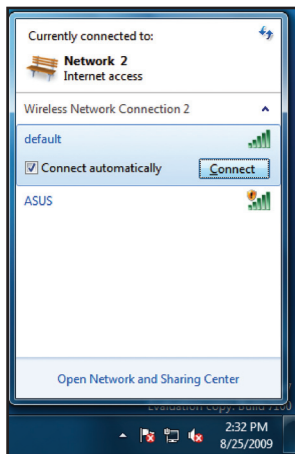 Currently connected to:
Network 2
Internet access
Wireless Network Connection 2
default
Connect automatically
Connect
ASUS
Open Network and Sharing Center
Evaluation copy. Build 7100
2:32 PM
8/25/2009